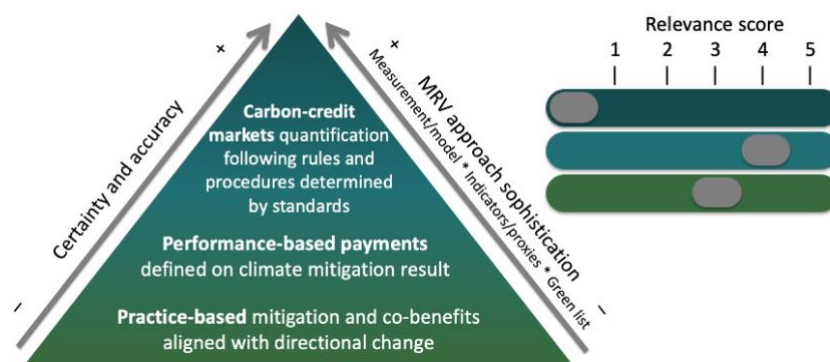 Relevance score
1 2 3 4 5
+
+
Certainty and accuracy
MRV approach sophistication
Measurement/model * Indicators/proxies * Green list
Carbon-credit
markets quantification
following rules and
procedures determined
by standards
Performance-based payments
defined on climate mitigation result
Practice-based mitigation and co-benefits
aligned with directional change
–
–